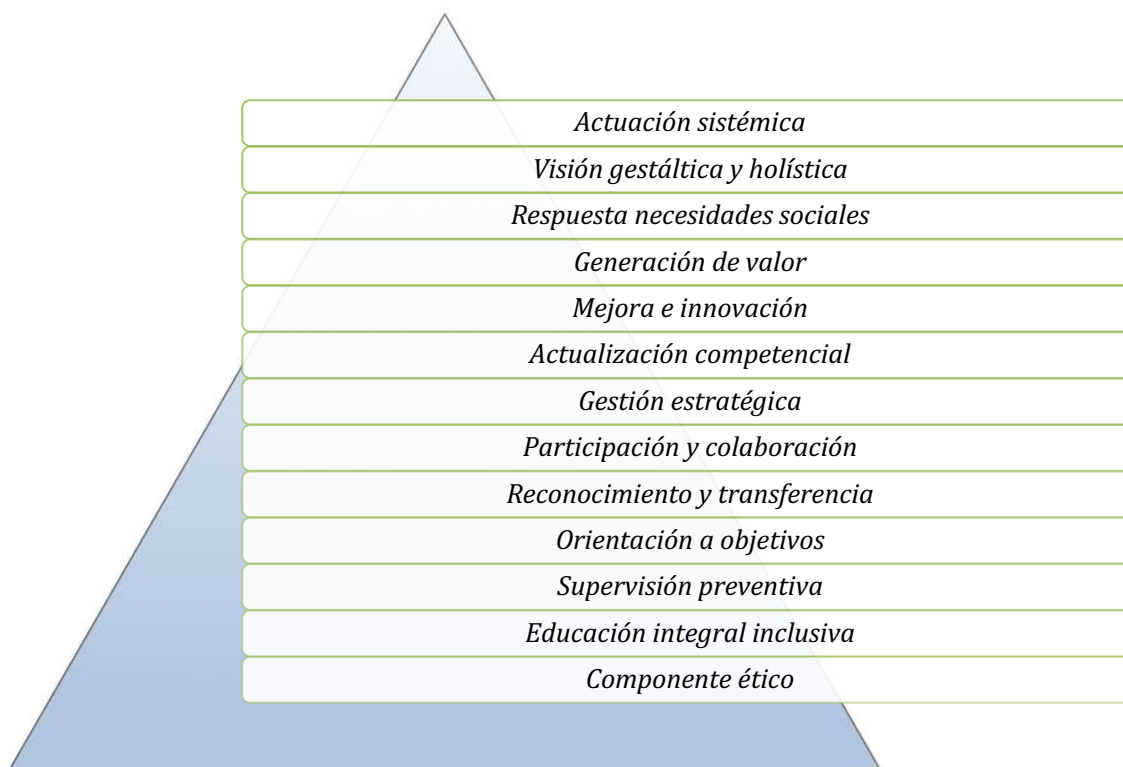 Actuación sistémica
Visión gestáltica y holística
Respuesta necesidades sociales
Generación de valor
Mejora e innovación
Actualización competencial
Gestión estratégica
Participación y colaboración
Reconocimiento y transferencia
Orientación a objetivos
Supervisión preventiva
Educación integral inclusiva
Componente ético